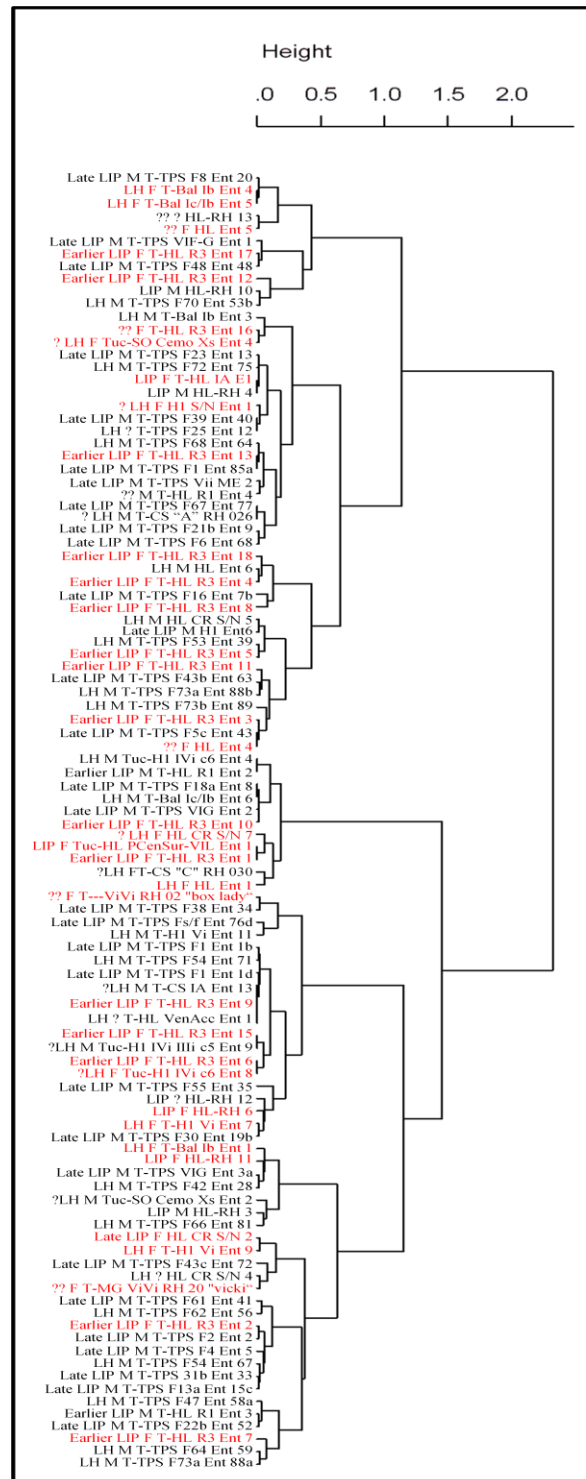 Height
.0 0.5 1.0 1.5 2.0
Late LIP M T-TPS F8 Ent 20
LH F T-Bal Ib Ent 4
LH F T-Bal Ic/Ib Ent 5
?? ? HL-RH 13
?? F HL Ent 5
Late LIP M T-TPS VIF-G Ent 1
Earlier LIP F T-HL R3 Ent 17
Late LIP M T-TPS F48 Ent 48
Earlier LIP F T-HL R3 Ent 12
LIP M HL-RH 10
LH M T-TPS F70 Ent 53b
LH M T-Bal Ib Ent 3
?? F T-HL R3 Ent 16
? LH F Tuc-SO Cemo Xs Ent 4
Late LIP M T-TPS F23 Ent 13
LH M T-TPS F72 Ent 75
LIP F T-HL IA E1
LIP M HL-RH 4
? LH F H1 S/N Ent 1
Late LIP M T-TPS F39 Ent 40
LH ? T-TPS F25 Ent 12
LH M T-TPS F68 Ent 64
Earlier LIP F T-HL R3 Ent 13
Late LIP M T-TPS F1 Ent 85a
Late LIP M T-TPS Vii ME 2
?? M T-HL R1 Ent 4
Late LIP M T-TPS F67 Ent 77
? LH M T-CS “A” RH 026
Late LIP M T-TPS F21b Ent 9
Late LIP M T-TPS F6 Ent 68
Earlier LIP F T-HL R3 Ent 18
LH M HL Ent 6
Earlier LIP F T-HL R3 Ent 4
Late LIP M T-TPS F16 Ent 7b
Earlier LIP F T-HL R3 Ent 8
LH M HL CR S/N 5
Late LIP M H1 Ent6
LH M T-TPS F53 Ent 39
Earlier LIP F T-HL R3 Ent 5
Earlier LIP F T-HL R3 Ent 11
Late LIP M T-TPS F43b Ent 63
LH M T-TPS F73a Ent 88b
LH M T-TPS F73b Ent 89
Earlier LIP F T-HL R3 Ent 3
Late LIP M T-TPS F5c Ent 43
?? F HL Ent 4
LH M Tuc-H1 IVi c6 Ent 4
Earlier LIP M T-HL R1 Ent 2
Late LIP M T-TPS F18a Ent 8
LH M T-Bal Ic/Ib Ent 6
Late LIP M T-TPS VIG Ent 2
Earlier LIP F T-HL R3 Ent 10
? LH F HL CR S/N 7
LIP F Tuc-HL PCenSur-VIL Ent 1
Earlier LIP F T-HL R3 Ent 1
?LH FT-CS "C" RH 030
LH F HL Ent 1
?? F T---ViVi RH 02 "box lady“
Late LIP M T-TPS F38 Ent 34
Late LIP M T-TPS Fs/f Ent 76d
LH M T-H1 Vi Ent 11
Late LIP M T-TPS F1 Ent 1b
LH M T-TPS F54 Ent 71
Late LIP M T-TPS F1 Ent 1d
?LH M T-CS IA Ent 13
Earlier LIP F T-HL R3 Ent 9
LH ? T-HL VenAcc Ent 1
Earlier LIP F T-HL R3 Ent 15
?LH M Tuc-H1 IVi IIIi c5 Ent 9
Earlier LIP F T-HL R3 Ent 6
?LH F Tuc-H1 IVi c6 Ent 8
Late LIP M T-TPS F55 Ent 35
LIP ? HL-RH 12
LIP F HL-RH 6
LH F T-H1 Vi Ent 7
Late LIP M T-TPS F30 Ent 19b
LH F T-Bal Ib Ent 1
LIP F HL-RH 11
Late LIP M T-TPS VIG Ent 3a
LH M T-TPS F42 Ent 28
?LH M Tuc-SO Cemo Xs Ent 2
LIP M HL-RH 3
LH M T-TPS F66 Ent 81
Late LIP F HL CR S/N 2
LH F T-H1 Vi Ent 9
Late LIP M T-TPS F43c Ent 72
LH ? HL CR S/N 4
?? F T-MG ViVi RH 20 "vicki“
Late LIP M T-TPS F61 Ent 41
LH M T-TPS F62 Ent 56
Earlier LIP F T-HL R3 Ent 2
Late LIP M T-TPS F2 Ent 2
Late LIP M T-TPS F4 Ent 5
LH M T-TPS F54 Ent 67
Late LIP M T-TPS 31b Ent 33
Late LIP M T-TPS F13a Ent 15c
LH M T-TPS F47 Ent 58a
Earlier LIP M T-HL R1 Ent 3
Late LIP M T-TPS F22b Ent 52
Earlier LIP F T-HL R3 Ent 7
LH M T-TPS F64 Ent 59
LH M T-TPS F73a Ent 88a